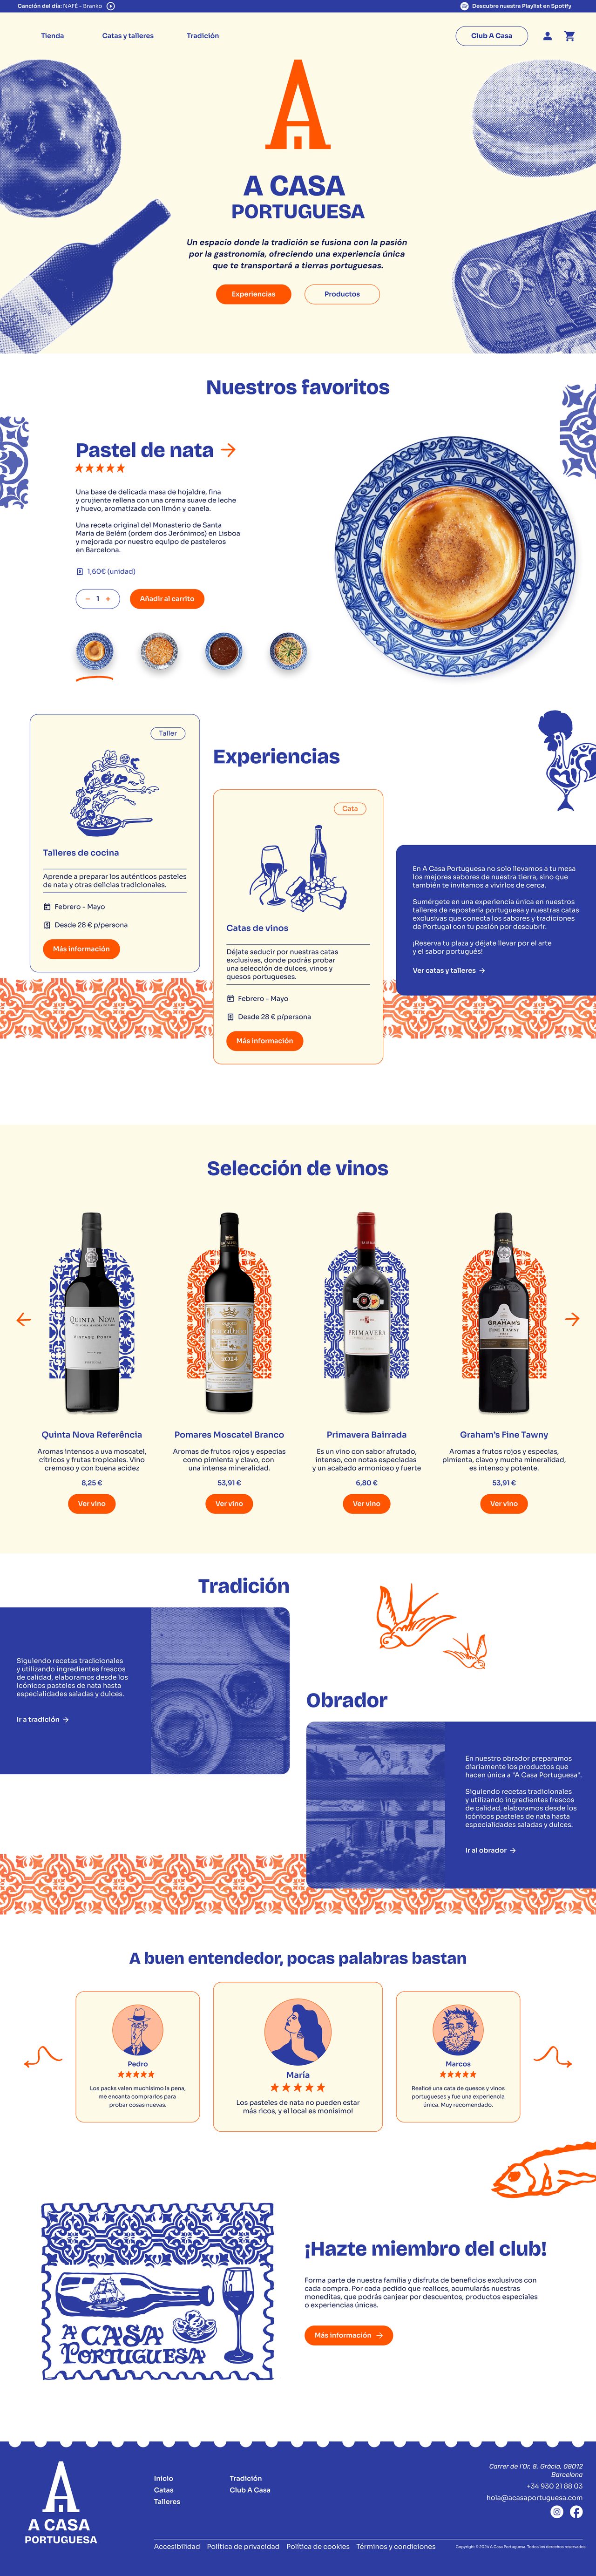 Canción del día: NAFÉ - Branko
Descubre nuestra Playlist en Spotify
Tienda
Catas y talleres
Tradición
Club A Casa
A CASA
PORTUGUESA
Un espacio donde la tradición se fusiona con la pasión
por la gastronomía, ofreciendo una experiencia única
que te transportará a tierras portuguesas.
Experiencias
Productos
Nuestros favoritos
Pastel de nata →
Una base de delicada masa de hojaldre, fina
y crujiente rellena con una crema suave de leche
y huevo, aromatizada con limón y canela.
Una receta original del Monasterio de Santa
Maria de Belém (ordem dos Jerónimos) en Lisboa
y mejorada por nuestro equipo de pasteleros
en Barcelona.
1,60€ (unidad)
− 1 +
Añadir al carrito
Taller
Talleres de cocina
Aprende a preparar los auténticos pasteles
de nata y otras delicias tradicionales.
Febrero - Mayo
Desde 28 € p/persona
Más información
Experiencias
Cata
Catas de vinos
Déjate seducir por nuestras catas
exclusivas, donde podrás probar
una selección de dulces, vinos y
quesos portugueses.
Febrero - Mayo
Desde 28 € p/persona
Más información
En A Casa Portuguesa no solo llevamos a tu mesa
los mejores sabores de nuestra tierra, sino que
también te invitamos a vivirlos de cerca.
Sumérgete en una experiencia única en nuestros
talleres de repostería portuguesa y nuestras catas
exclusivas que conecta los sabores y tradiciones
de Portugal con tu pasión por descubrir.
¡Reserva tu plaza y déjate llevar por el arte
y el sabor portugués!
Ver catas y talleres →
Selección de vinos
QUINTA NOVA
VINTAGE PORTO
2014
PRIMAVERA
GRAHAM'S
FINE TAWNY
Quinta Nova Referência
Aromas intensos a uva moscatel,
cítricos y frutas tropicales. Vino
cremoso y con buena acidez
8,25 €
Ver vino
Pomares Moscatel Branco
Aromas de frutos rojos y especias
como pimienta y clavo, con
una intensa mineralidad.
53,91 €
Ver vino
Primavera Bairrada
Es un vino con sabor afrutado,
intenso, con notas especiadas
y un acabado armonioso y fuerte
6,80 €
Ver vino
Graham's Fine Tawny
Aromas a frutos rojos y especias,
pimienta, clavo y mucha mineralidad,
es intenso y potente.
53,91 €
Ver vino
Tradición
Siguiendo recetas tradicionales
y utilizando ingredientes frescos
de calidad, elaboramos desde los
icónicos pasteles de nata hasta
especialidades saladas y dulces.
Ir a tradición →
Obrador
En nuestro obrador preparamos
diariamente los productos que
hacen única a "A Casa Portuguesa".
Siguiendo recetas tradicionales
y utilizando ingredientes frescos
de calidad, elaboramos desde los
icónicos pasteles de nata hasta
especialidades saladas y dulces.
Ir al obrador →
A buen entendedor, pocas palabras bastan
Pedro
Los packs valen muchísimo la pena,
me encanta comprarlos para
probar cosas nuevas.
María
Los pasteles de nata no pueden estar
más ricos, y el local es monísimo!
Marcos
Realicé una cata de quesos y vinos
portugueses y fue una experiencia
única. Muy recomendado.
A CASA
PORTUGUESA
¡Hazte miembro del club!
Forma parte de nuestra familia y disfruta de beneficios exclusivos con
cada compra. Por cada pedido que realices, acumularás nuestras
moneditas, que podrás canjear por descuentos, productos especiales
o experiencias únicas.
Más información →
A CASA
PORTUGUESA
Inicio
Catas
Talleres
Tradición
Club A Casa
Carrer de l'Or, 8, Gràcia, 08012
Barcelona
+34 930 21 88 03
hola@acasaportuguesa.com
Accesibilidad Política de privacidad Política de cookies Términos y condiciones
Copyright © 2024 A Casa Portuguesa. Todos los derechos reservados.